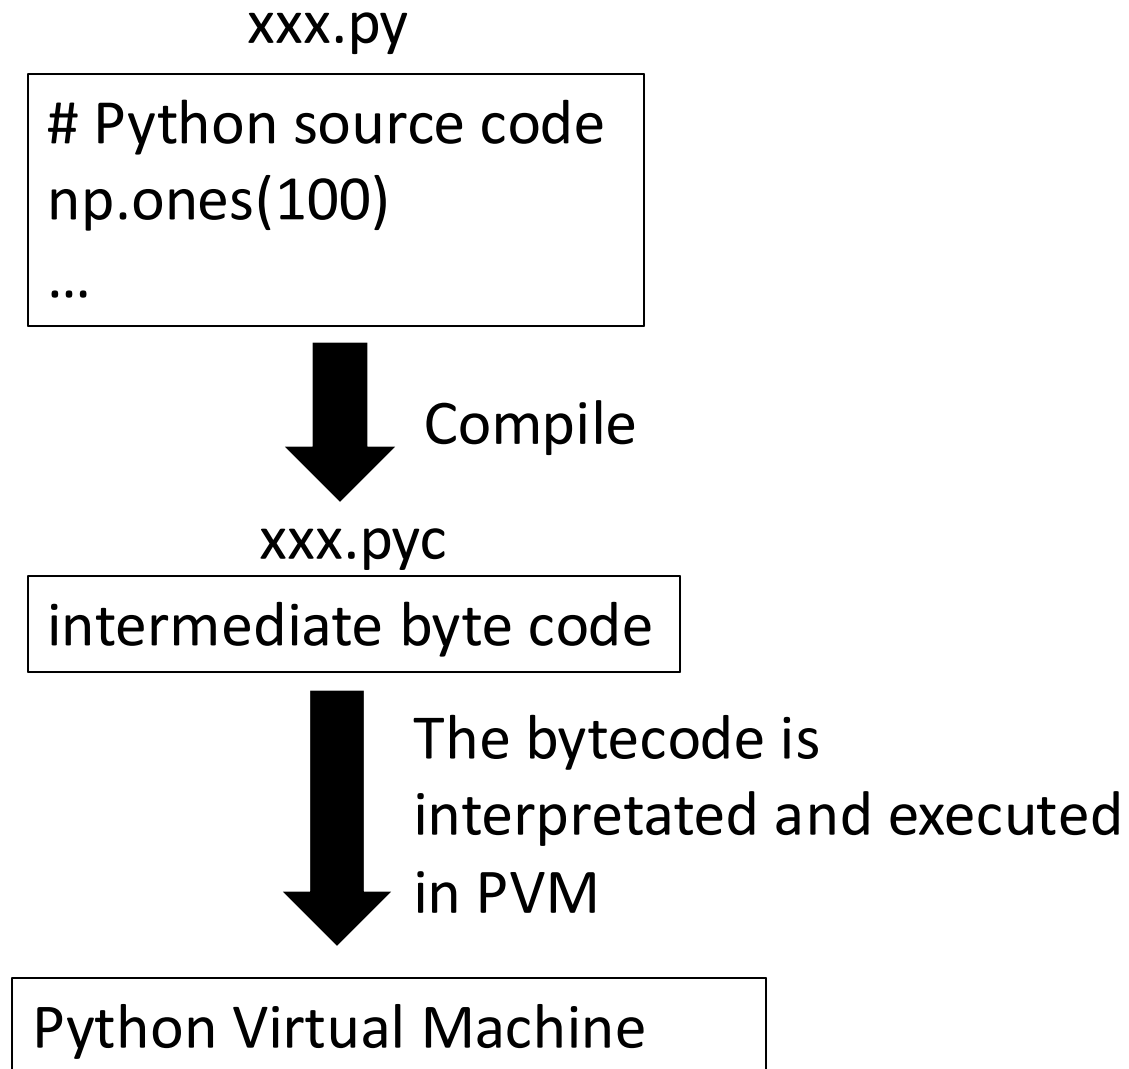 xxx.py
# Python source code
np.ones(100)
...
Compile
xxx.pyc
intermediate byte code
The bytecode is
interpretated and executed
in PVM
Python Virtual Machine